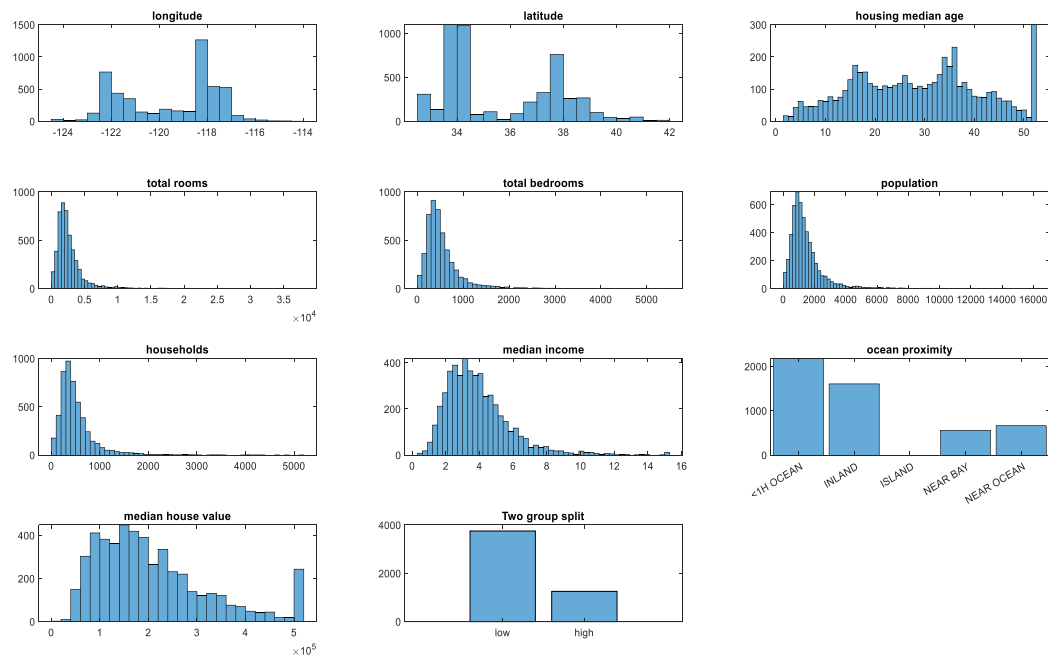 longitude
1500
1000
500
0
-124 -122 -120 -118 -116 -114
latitude
1000
500
0
34 36 38 40 42
housing median age
300
200
100
0
0 10 20 30 40 50
total rooms
1000
500
0
0 0.5 1 1.5 2 2.5 3 3.5
×10^4
total bedrooms
1000
500
0
0 1000 2000 3000 4000 5000
population
600
400
200
0
0 2000 4000 6000 8000 10000 12000 14000 16000
households
1000
500
0
0 1000 2000 3000 4000 5000
median income
400
200
0
0 2 4 6 8 10 12 14 16
ocean proximity
2000
1000
0
<1H OCEAN INLAND ISLAND NEAR BAY NEAR OCEAN
median house value
400
200
0
0 1 2 3 4 5
×10^5
Two group split
4000
2000
0
low high